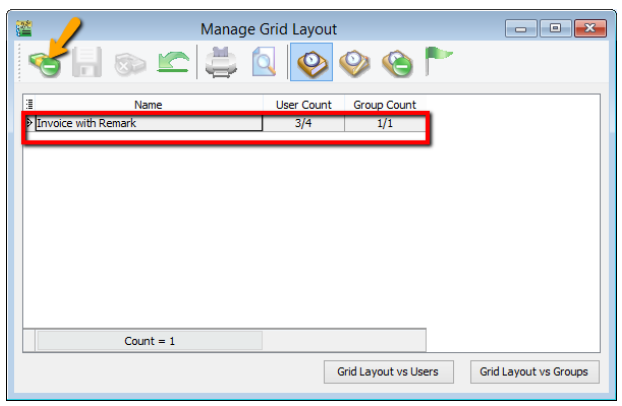 Manage Grid Layout
Name User Count Group Count
Invoice with Remark 3/4 1/1
Count = 1
Grid Layout vs Users Grid Layout vs Groups